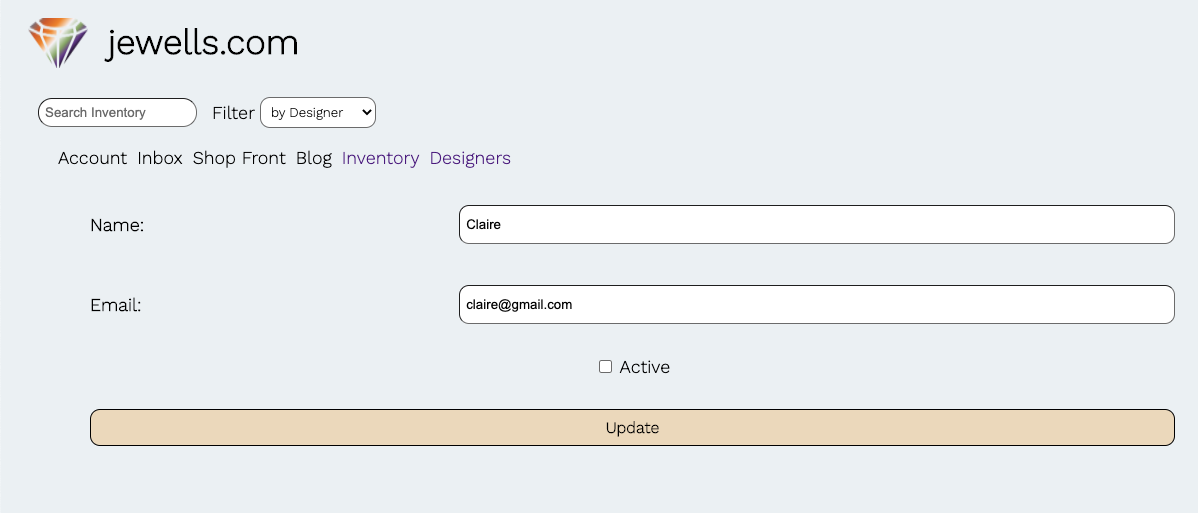 jewells.com
Search Inventory Filter by Designer
Account Inbox Shop Front Blog Inventory Designers
Name: Claire
Email: claire@gmail.com
Active
Update